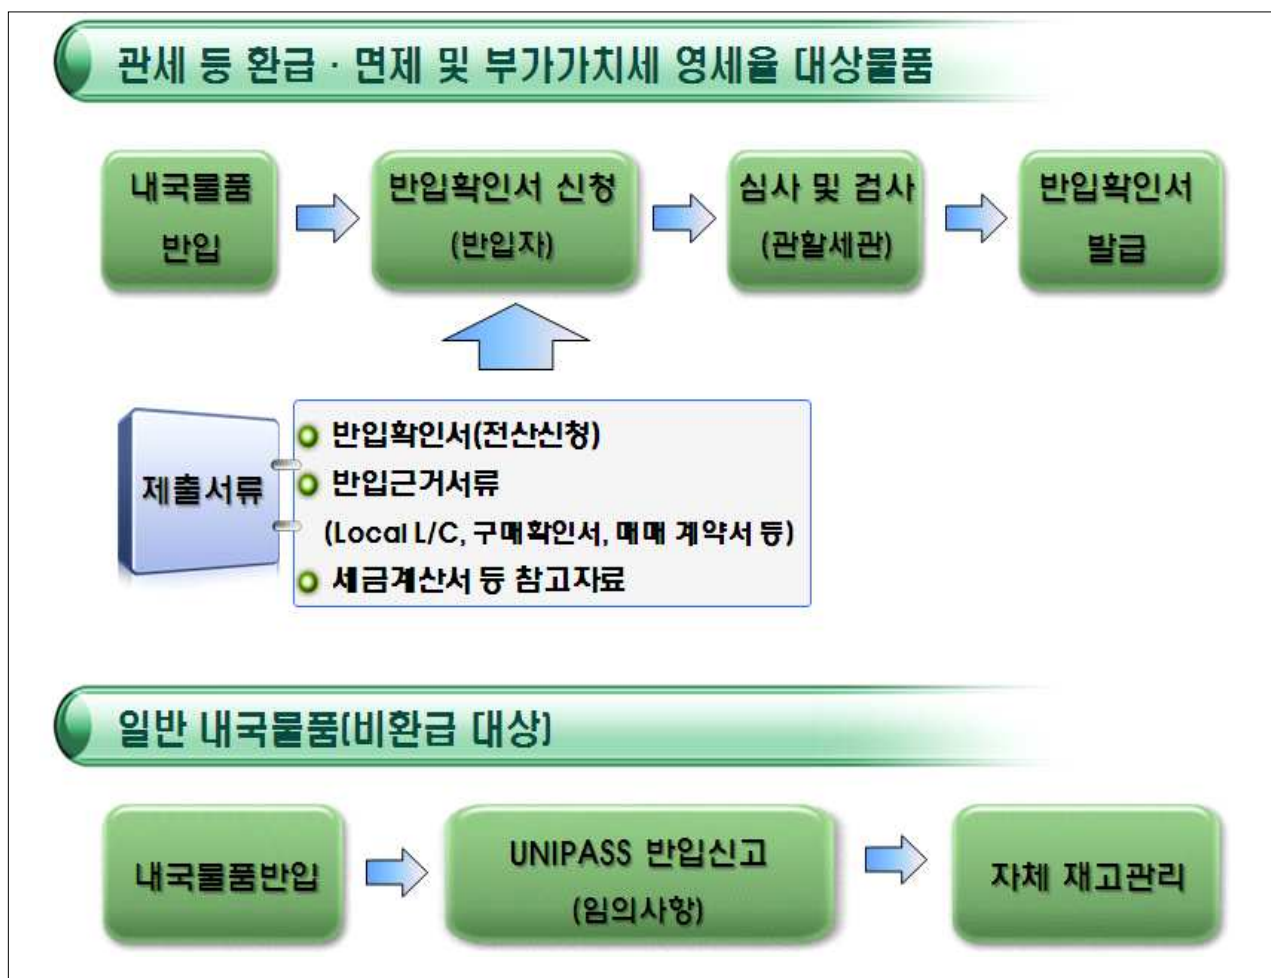 관세 등 환급 · 면제 및 부가가치세 영세율 대상물품
내국물품
반입
반입확인서 신청
(반입자)
심사 및 검사
(관할세관)
반입확인서
발급
제출서류
반입확인서(전산신청)
반입근거서류
(Local L/C, 구매확인서, 매매 계약서 등)
세금계산서 등 참고자료
일반 내국물품(비환급 대상)
내국물품반입
UNIPASS 반입신고
(임의사항)
자체 재고관리